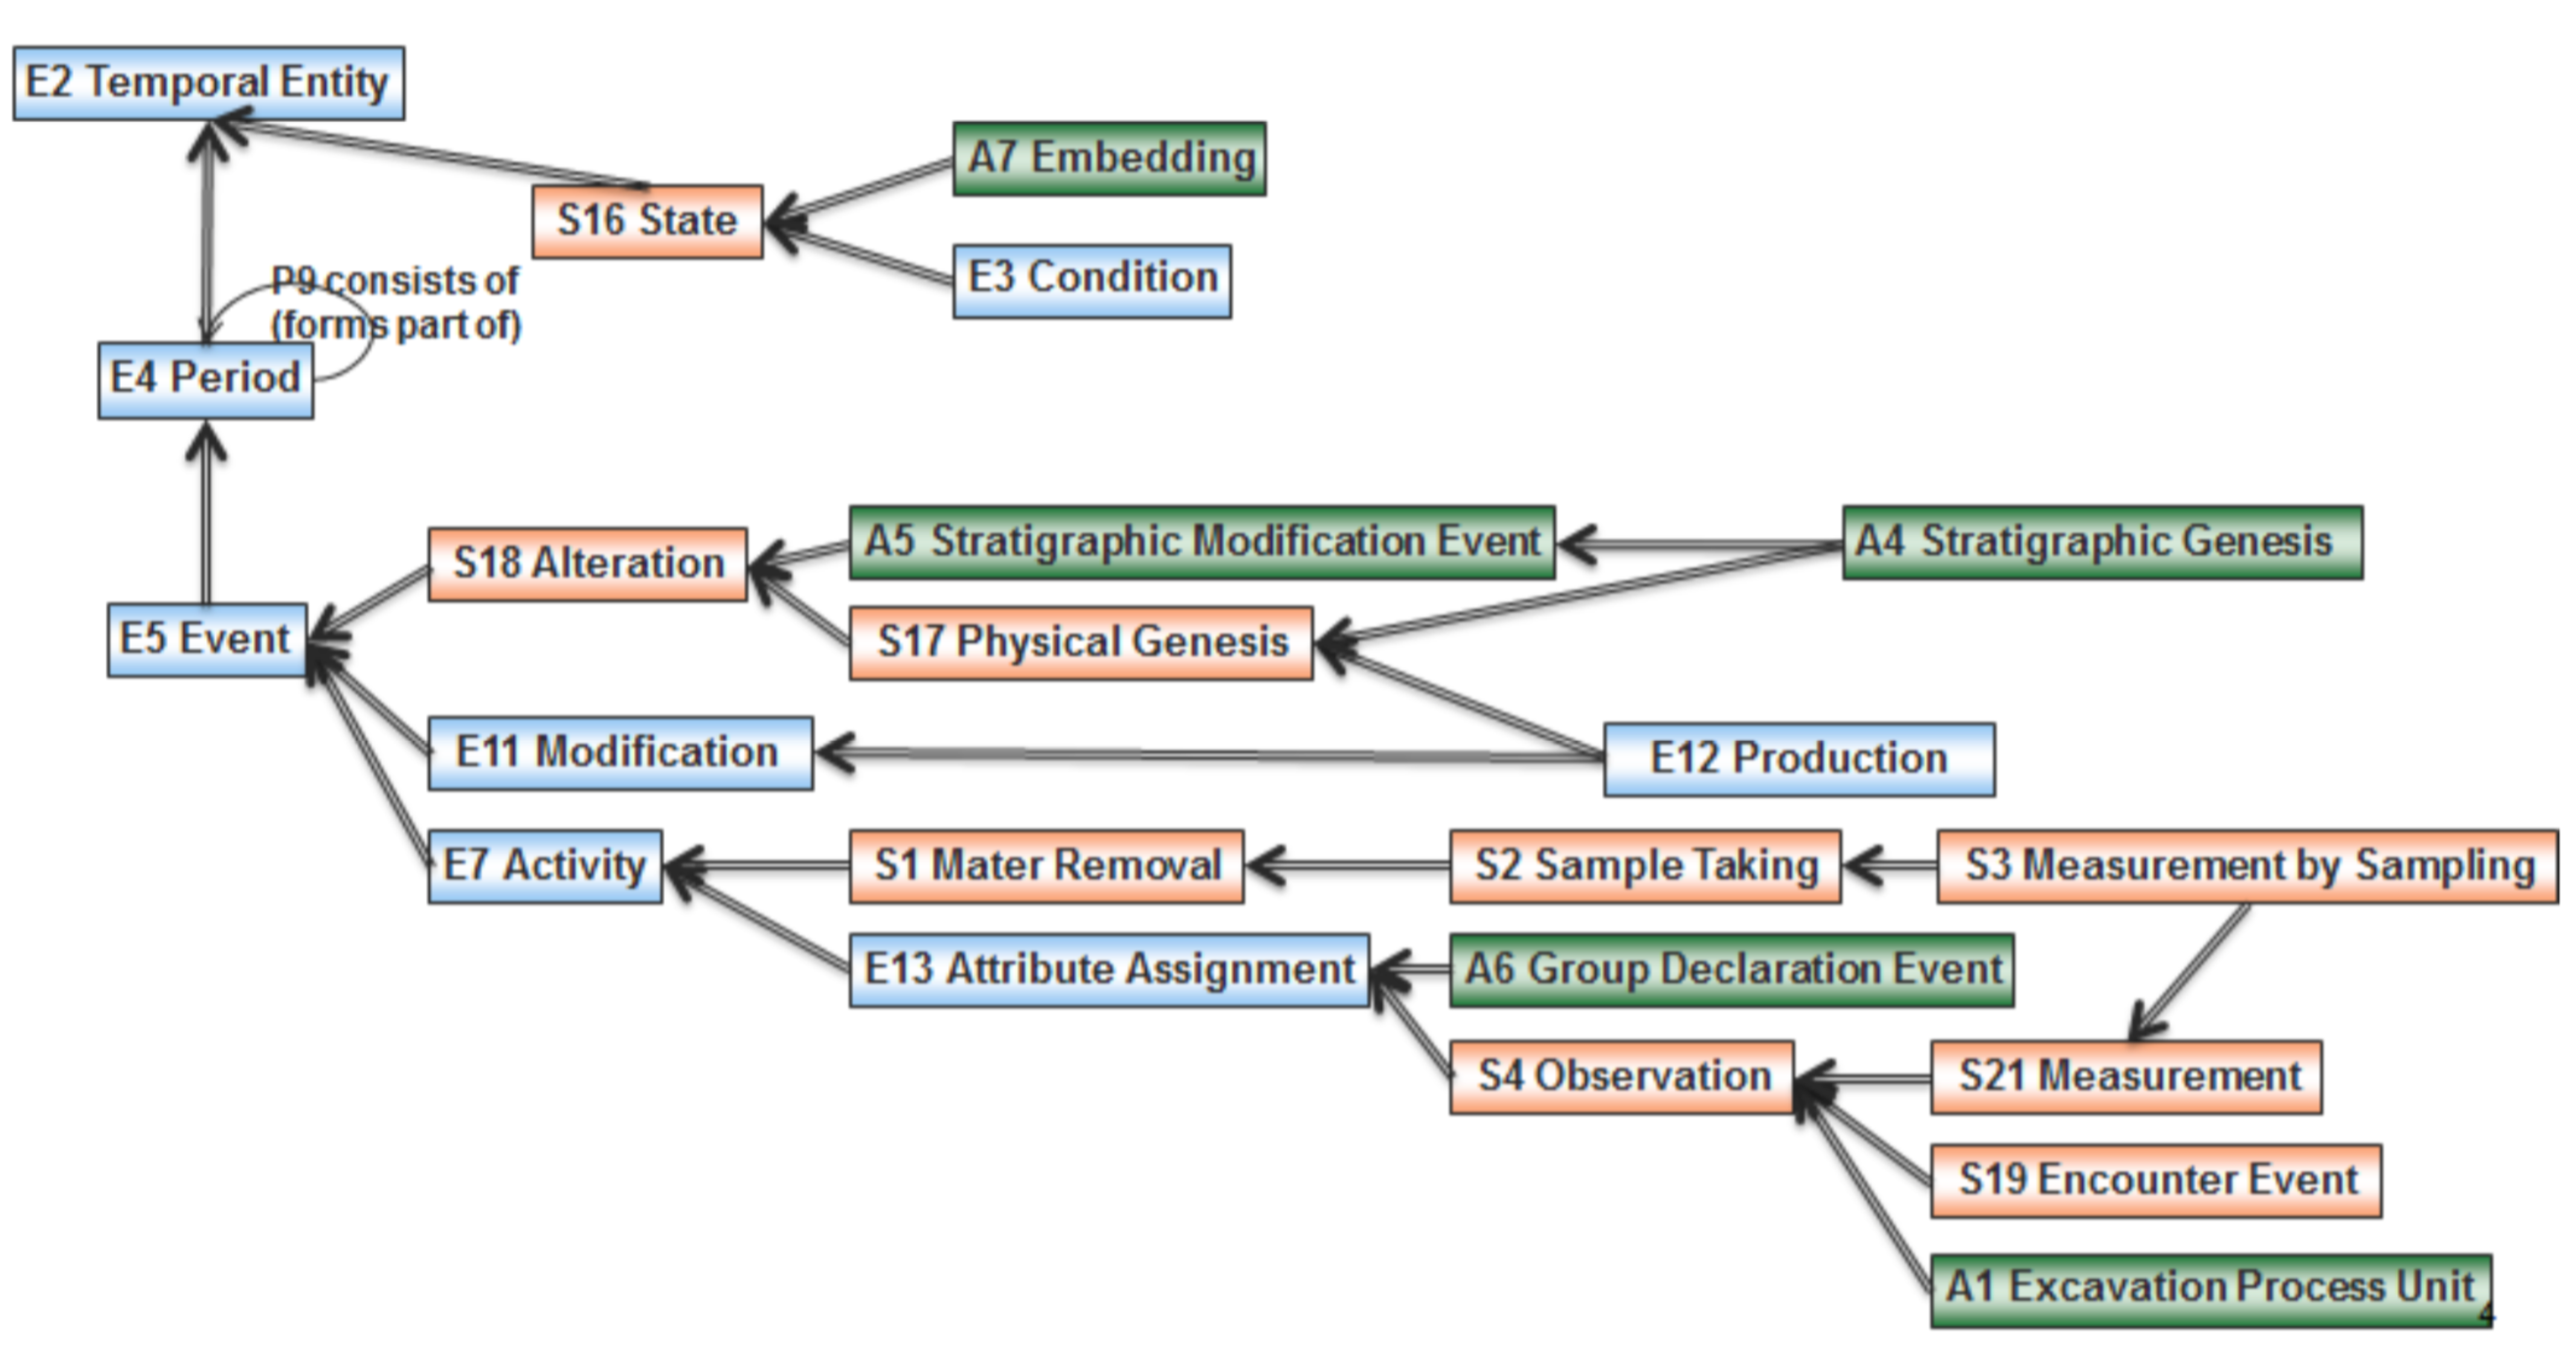 E2 Temporal Entity
A7 Embedding
S16 State
E3 Condition
P9 consists of
(forms part of)
E4 Period
A5 Stratigraphic Modification Event
A4 Stratigraphic Genesis
S18 Alteration
E5 Event
S17 Physical Genesis
E11 Modification
E12 Production
E7 Activity
S1 Mater Removal
S2 Sample Taking
S3 Measurement by Sampling
E13 Attribute Assignment
A6 Group Declaration Event
S4 Observation
S21 Measurement
S19 Encounter Event
A1 Excavation Process Unit
4